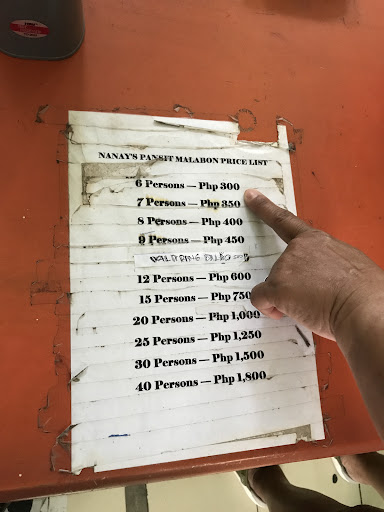 NANAY'S PANSIT MALABON PRICE LIST
6 Persons — Php 300
7 Persons — Php 350
8 Persons — Php 400
9 Persons — Php 450
12 Persons — Php 600
15 Persons — Php 750
20 Persons — Php 1,000
25 Persons — Php 1,250
30 Persons — Php 1,500
40 Persons — Php 1,800